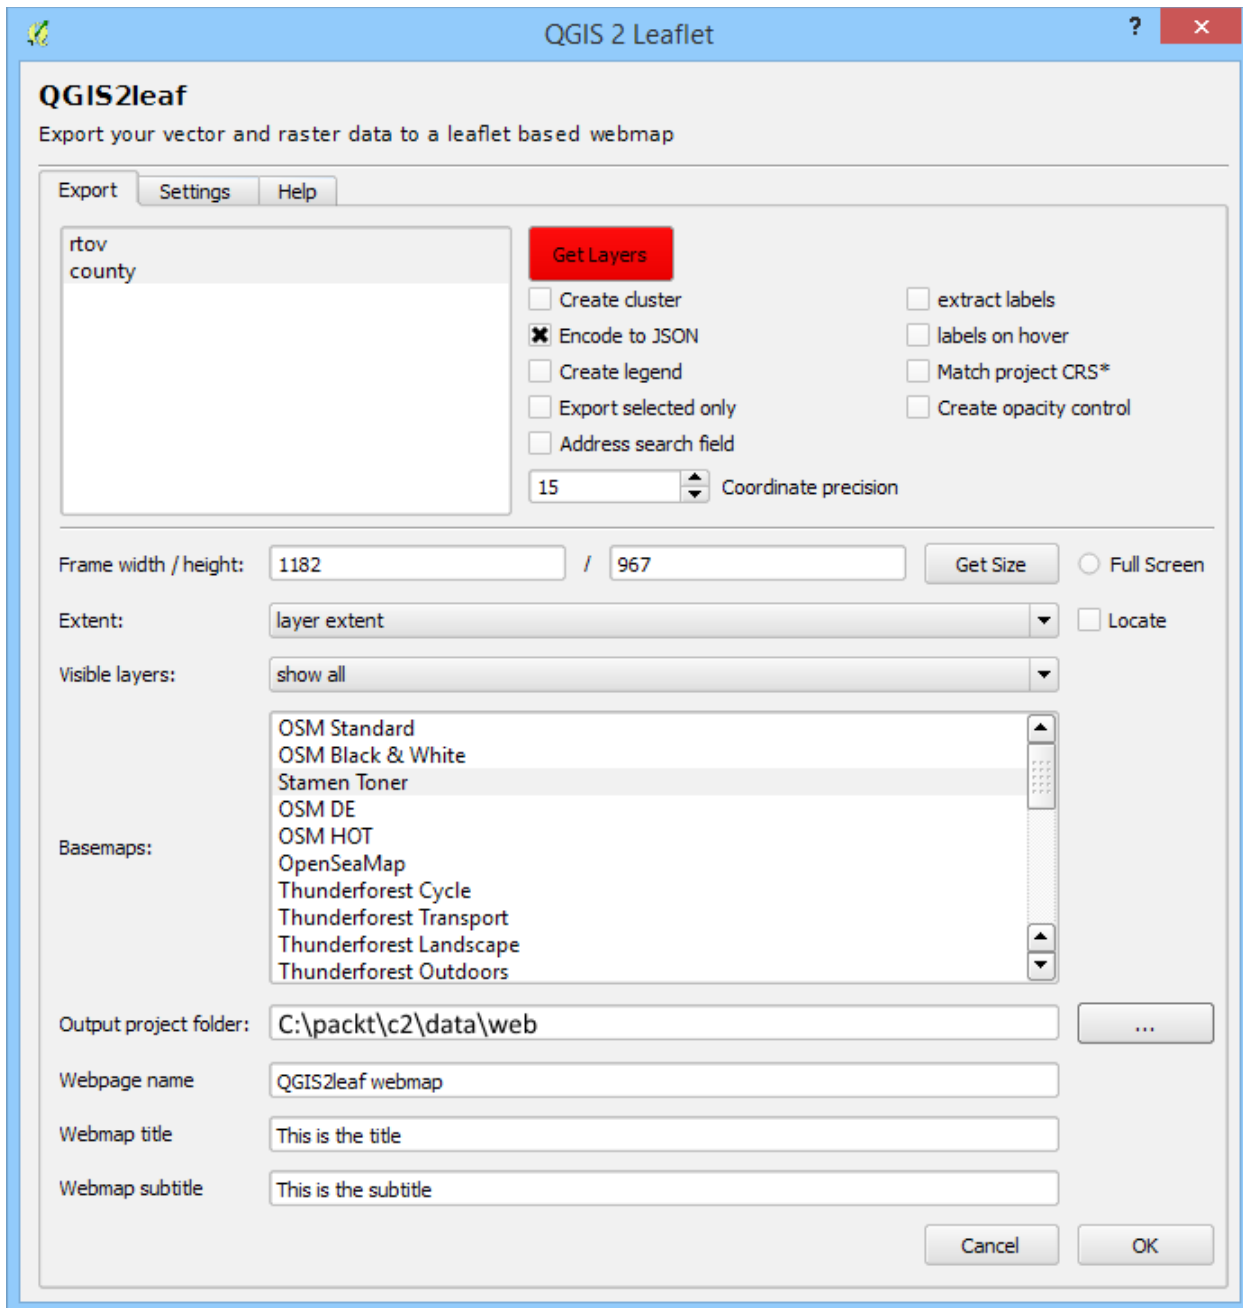 QGIS 2 Leaflet
?
QGIS2leaf
Export your vector and raster data to a leaflet based webmap
Export Settings Help
rtov
county
Get Layers
Create cluster
extract labels
Encode to JSON
labels on hover
Create legend
Match project CRS*
Export selected only
Create opacity control
Address search field
15 Coordinate precision
Frame width / height: 1182 / 967 Get Size Full Screen
Extent: layer extent Locate
Visible layers: show all
Basemaps:
OSM Standard
OSM Black & White
Stamen Toner
OSM DE
OSM HOT
OpenSeaMap
Thunderforest Cycle
Thunderforest Transport
Thunderforest Landscape
Thunderforest Outdoors
Output project folder: C:\packt\c2\data\web ...
Webpage name QGIS2leaf webmap
Webmap title This is the title
Webmap subtitle This is the subtitle
Cancel OK